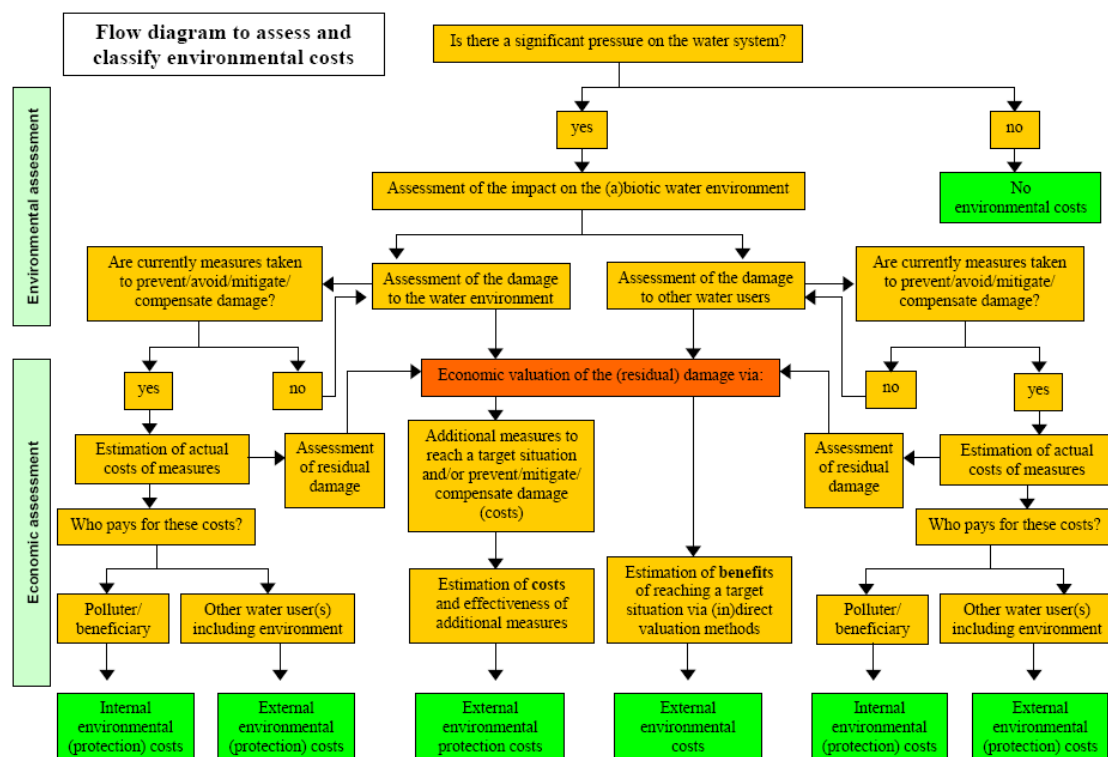 Flow diagram to assess and
classify environmental costs
Is there a significant pressure on the water system?
Environmental assessment
yes
no
Assessment of the impact on the (a)biotic water environment
No
environmental costs
Are currently measures taken
to prevent/avoid/mitigate/
compensate damage?
Assessment of the damage
to the water environment
Assessment of the damage
to other water users
Are currently measures taken
to prevent/avoid/mitigate/
compensate damage?
Economic assessment
yes
no
Economic valuation of the (residual) damage via:
no
yes
Estimation of actual
costs of measures
Assessment
of residual
damage
Additional measures to
reach a target situation
and/or prevent/mitigate/
compensate damage
(costs)
Assessment
of residual
damage
Estimation of actual
costs of measures
Who pays for these costs?
Who pays for these costs?
Polluter/
beneficiary
Other water user(s)
including environment
Estimation of costs
and effectiveness of
additional measures
Estimation of benefits
of reaching a target
situation via (in)direct
valuation methods
Polluter/
beneficiary
Other water user(s)
including environment
Internal
environmental
(protection) costs
External
environmental
(protection) costs
External
environmental
protection costs
External
environmental
costs
Internal
environmental
(protection) costs
External
environmental
(protection) costs